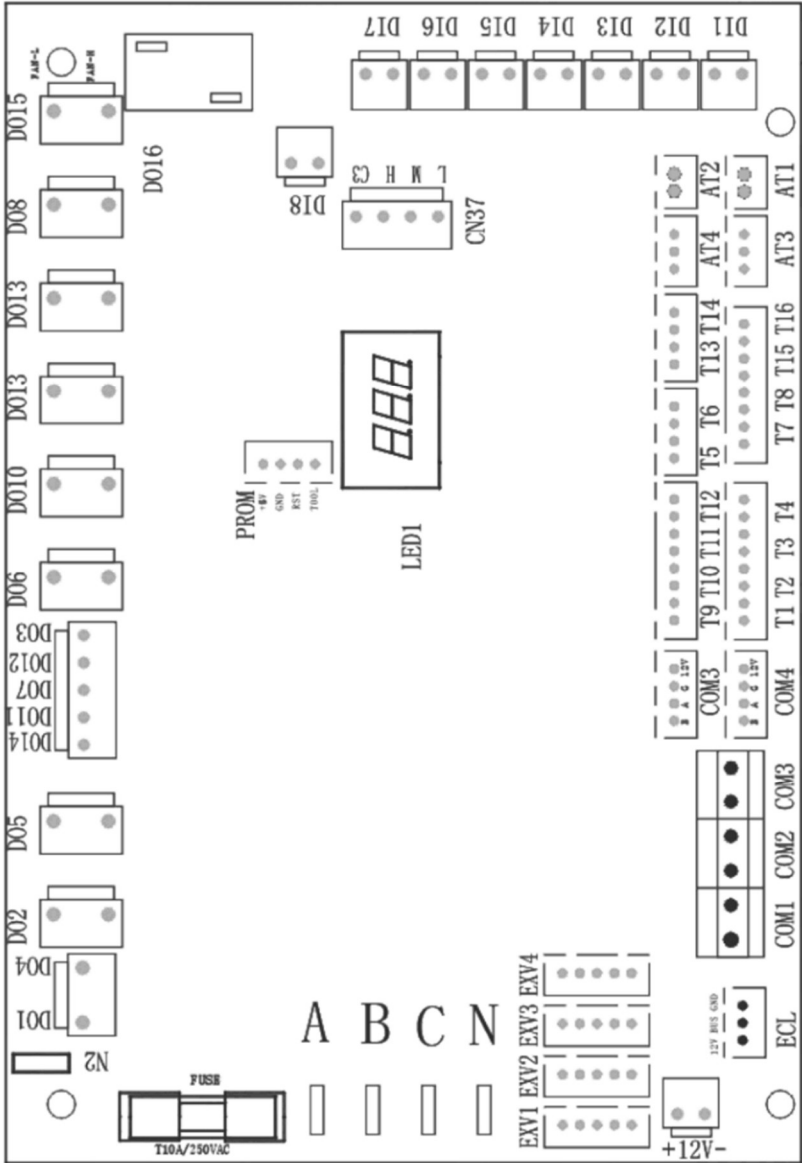 DI7 DI6 DI5 DI4 DI3 DI2 DI1
FAN-L
FAN-H
DO15
DO16
DI8
C3 H M L
CN37
AT2
AT1
DO8
AT4
AT3
DO13
T13 T14
T7 T8 T15 T16
DO13
T5 T6
LED1
PROM
+5V
GND
RST
TOOL
DO10
T9 T10 T11 T12
T1 T2 T3 T4
DO6
DO3
DO12
DO7
DO11
DO14
B A G 12V
COM3
B A G 12V
COM4
COM3
DO5
COM2
DO2
COM1
DO4
DO1
EXV4
EXV3
EXV2
EXV1
12V BUS GND
ECL
A B C N
N2
FUSE
T10A/250VAC
+12V-